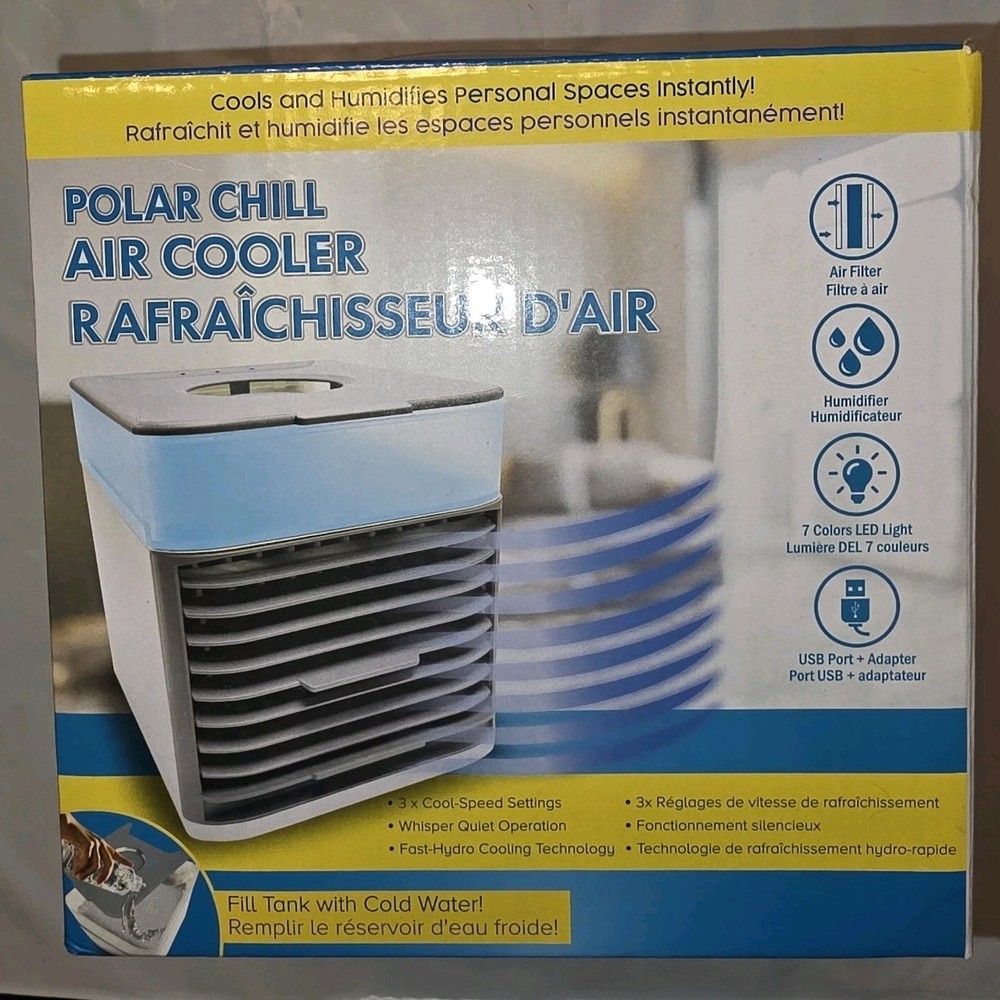 Cools and Humidifies Personal Spaces Instantly!
Rafraîchit et humidifie les espaces personnels instantanément!
POLAR CHILL
AIR COOLER
RAFRAÎCHISSEUR D'AIR
Air Filter
Filtre à air
Humidifier
Humidificateur
7 Colors LED Light
Lumière DEL 7 couleurs
USB Port + Adapter
Port USB + adaptateur
• 3 x Cool-Speed Settings
• Whisper Quiet Operation
• Fast-Hydro Cooling Technology
• 3x Réglages de vitesse de rafraîchissement
• Fonctionnement silencieux
• Technologie de rafraîchissement hydro-rapide
Fill Tank with Cold Water!
Remplir le réservoir d'eau froide!